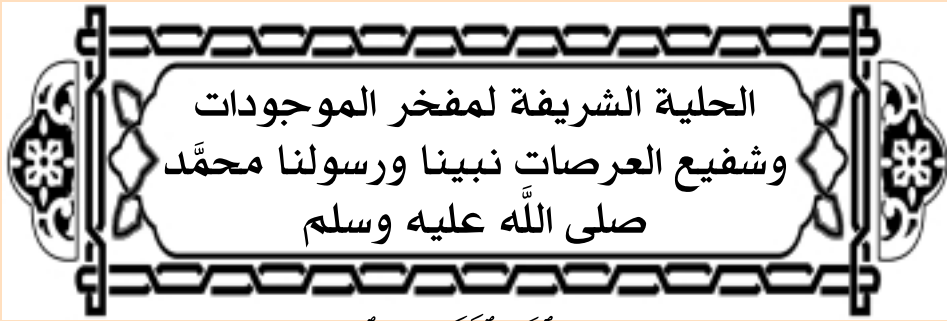 الحلية الشريفة لمفخر الموجودات
وشفيع العرصات نبينا ورسولنا محمَّد
صلى اللَّه عليه وسلم